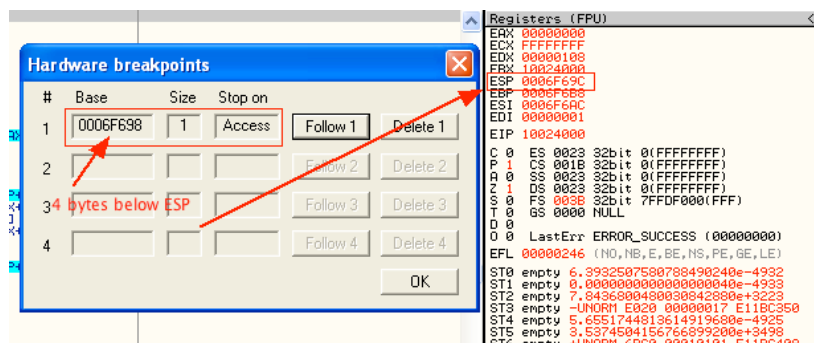 Registers (FPU)
EAX 00000000
ECX FFFFFFFF
EDX 00000108
EBX 10024000
ESP 0006F69C
EBP 0006F6B8
ESI 0006F6AC
EDI 00000001
EIP 10024000
C 0 ES 0023 32bit 0(FFFFFFFF)
P 1 CS 001B 32bit 0(FFFFFFFF)
A 0 SS 0023 32bit 0(FFFFFFFF)
Z 1 DS 0023 32bit 0(FFFFFFFF)
S 0 FS 003B 32bit 7FFDF000(FFF)
T 0 GS 0000 NULL
D 0
O 0 LastErr ERROR_SUCCESS (00000000)
EFL 00000246 (NO,NB,E,BE,NS,PE,GE,LE)
ST0 empty 6.3932507580788490240e-4932
ST1 empty 0.0000000000000000040e-4933
ST2 empty 7.8436800480030842880e+3223
ST3 empty -UNORM E020 00000017 E11BC350
ST4 empty 5.6551744813614919680e-4925
ST5 empty 3.5374504156766899200e+3498
Hardware breakpoints
# Base Size Stop on
1 0006F698 1 Access Follow 1 Delete 1
2 Follow 2 Delete 2
3 Follow 3 Delete 3
4 bytes below ESP
4 Follow 4 Delete 4
OK